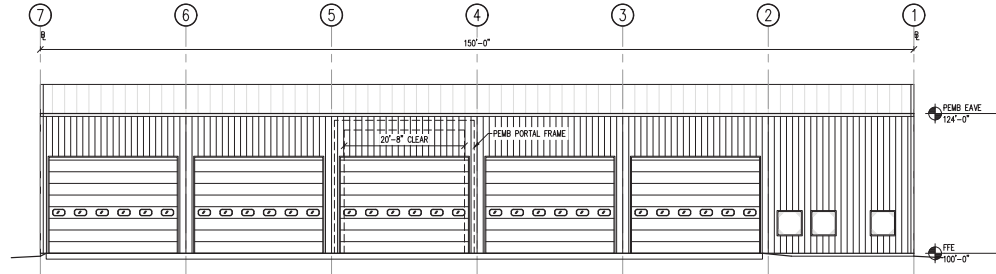 7 6 5 4 3 2 1
150'-0"
PEMB EAVE
124'-0"
20'-8" CLEAR
PEMB PORTAL FRAME
FFE
100'-0"